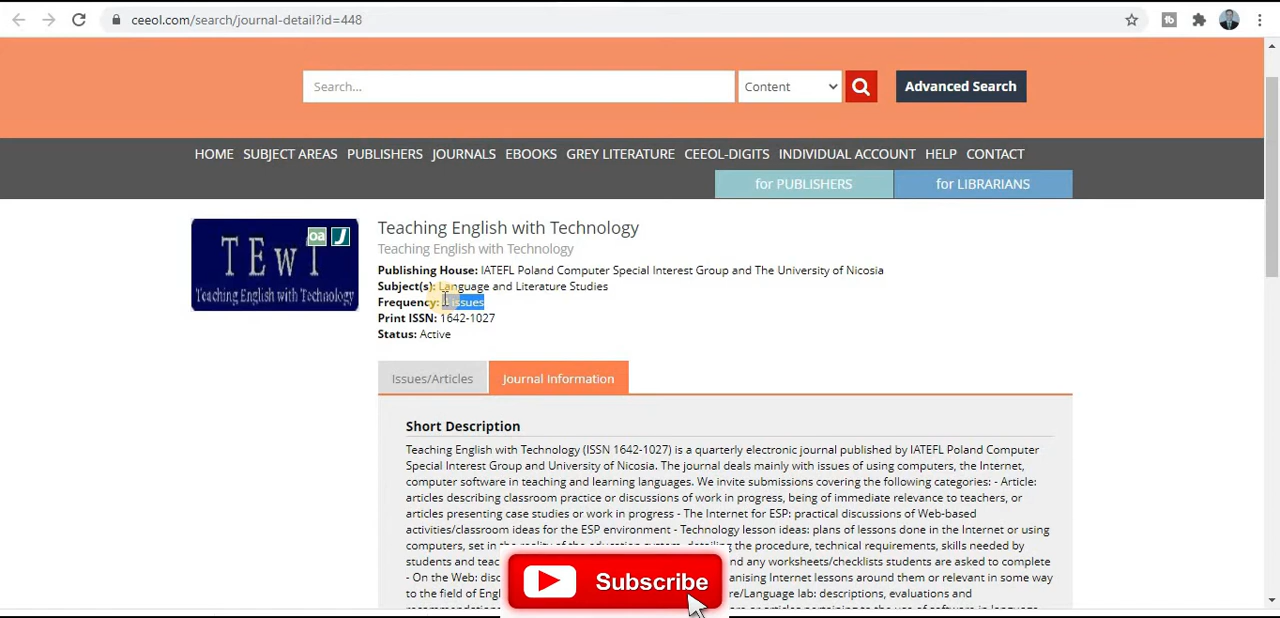 ceeol.com/search/journal-detail?id=448
Search...
Content
Advanced Search
HOME SUBJECT AREAS PUBLISHERS JOURNALS EBOOKS GREY LITERATURE CEEOL-DIGITS INDIVIDUAL ACCOUNT HELP CONTACT
for PUBLISHERS for LIBRARIANS
TEWT
oa J
Teaching English with Technology
Teaching English with Technology
Teaching English with Technology
Publishing House: IATEFL Poland Computer Special Interest Group and The University of Nicosia
Subject(s): Language and Literature Studies
Frequency: issues
Print ISSN: 1642-1027
Status: Active
Issues/Articles Journal Information
Short Description
Teaching English with Technology (ISSN 1642-1027) is a quarterly electronic journal published by IATEFL Poland Computer
Special Interest Group and University of Nicosia. The journal deals mainly with issues of using computers, the Internet,
computer software in teaching and learning languages. We invite submissions covering the following categories: - Article:
articles describing classroom practice or discussions of work in progress, being of immediate relevance to teachers, or
articles presenting case studies or work in progress - The Internet for ESP: practical discussions of Web-based
activities/classroom ideas for the ESP environment - Technology lesson ideas: plans of lessons done in the Internet or using
computers, set in the reality of the education system, detailing the procedure, technical requirements, skills needed by
students and nd any worksheets/checklists students are asked to complete
- On the Web: anising Internet lessons around them or relevant in some way
to the field of Language lab: descriptions, evaluations and
Subscribe